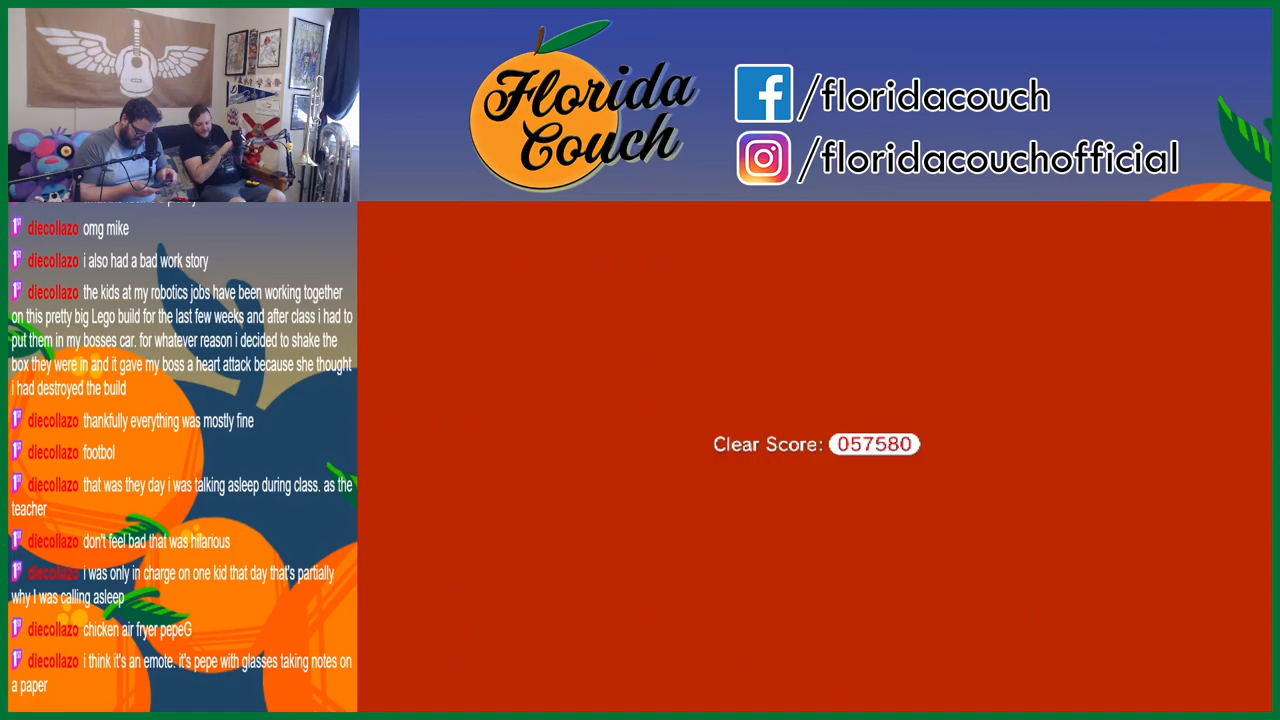 Florida
Couch
/floridacouch
/floridacouchofficial
diecollazo omg mike
diecollazo i also had a bad work story
diecollazo the kids at my robotics jobs have been working together
on this pretty big Lego build for the last few weeks and after class i had to
put them in my bosses car. for whatever reason i decided to shake the
box they were in and it gave my boss a heart attack because she thought
i had destroyed the build
diecollazo thankfully everything was mostly fine
diecollazo footbol
diecollazo that was they day i was talking asleep during class. as the
teacher
diecollazo don't feel bad that was hilarious
diecollazo i was only in charge on one kid that day that's partially
why I was calling asleep
diecollazo chicken air fryer pepeG
diecollazo i think it's an emote. it's pepe with glasses taking notes on
a paper
Clear Score: 057580